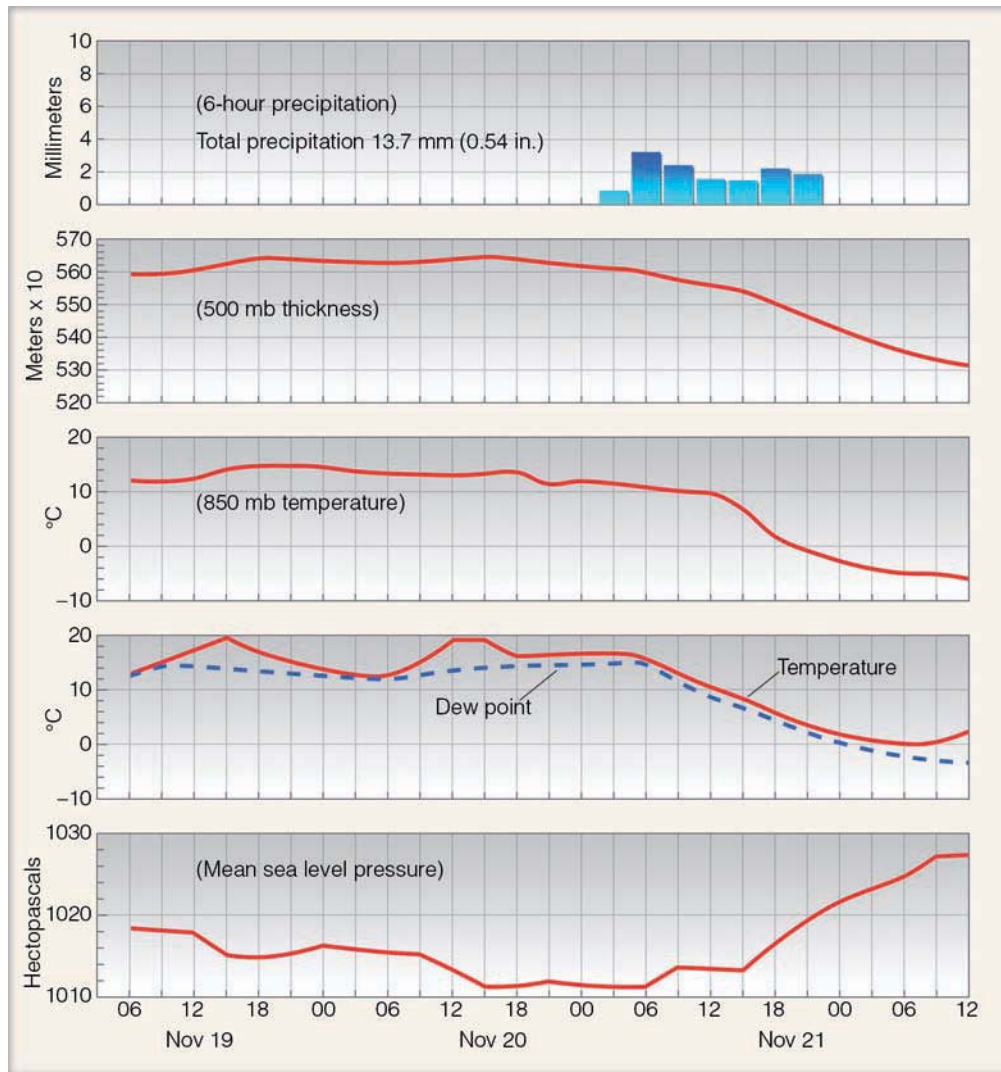 Millimeters
10
8
6
4
2
0
(6-hour precipitation)
Total precipitation 13.7 mm (0.54 in.)
Meters x 10
570
560
550
540
530
520
(500 mb thickness)
°C
20
10
0
–10
(850 mb temperature)
°C
20
10
0
–10
Temperature
Dew point
Hectopascals
1030
1020
1010
(Mean sea level pressure)
06 12 18 00 06 12 18 00 06 12 18 00 06 12
Nov 19 Nov 20 Nov 21